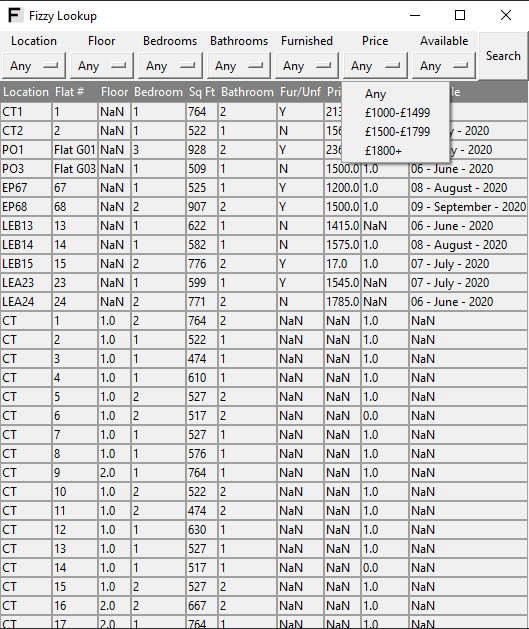 F Fizzy Lookup
Location Floor Bedrooms Bathrooms Furnished Price Available
Any Any Any Any Any Any Any Search
Any
£1000-£1499
£1500-£1799
£1800+
Location Flat # Floor Bedroom Sq Ft Bathroom Fur/Unf
CT1 1 NaN 1 764 2 Y
CT2 2 NaN 1 522 1 N - 2020
PO1 Flat G01 NaN 3 928 2 Y - 2020
PO3 Flat G03 NaN 1 509 1 N 1500.0 1.0 06 - June - 2020
EP67 67 NaN 1 525 1 Y 1200.0 1.0 08 - August - 2020
EP68 68 NaN 2 907 2 Y 1500.0 1.0 09 - September - 2020
LEB13 13 NaN 1 622 1 N 1415.0 NaN 06 - June - 2020
LEB14 14 NaN 1 582 1 N 1575.0 1.0 08 - August - 2020
LEB15 15 NaN 2 776 2 Y 17.0 1.0 07 - July - 2020
LEA23 23 NaN 1 599 1 Y 1545.0 NaN 07 - July - 2020
LEA24 24 NaN 2 771 2 N 1785.0 1.0 06 - June - 2020
CT 1 1.0 2 764 2 NaN NaN 1.0 NaN
CT 2 1.0 1 522 1 NaN NaN 1.0 NaN
CT 3 1.0 1 474 1 NaN NaN 1.0 NaN
CT 4 1.0 1 610 1 NaN NaN 1.0 NaN
CT 5 1.0 2 527 2 NaN NaN 1.0 NaN
CT 6 1.0 2 517 2 NaN NaN 0.0 NaN
CT 7 1.0 1 527 1 NaN NaN 1.0 NaN
CT 8 1.0 1 576 1 NaN NaN 1.0 NaN
CT 9 2.0 1 764 1 NaN NaN 1.0 NaN
CT 10 1.0 2 522 2 NaN NaN 1.0 NaN
CT 11 1.0 2 474 2 NaN NaN 1.0 NaN
CT 12 1.0 1 630 1 NaN NaN 1.0 NaN
CT 13 1.0 1 527 1 NaN NaN 1.0 NaN
CT 14 1.0 1 517 1 NaN NaN 0.0 NaN
CT 15 1.0 2 527 2 NaN NaN 1.0 NaN
CT 16 2.0 2 667 2 NaN NaN 1.0 NaN
CT 17 2.0 1 764 1 NaN NaN 1.0 NaN